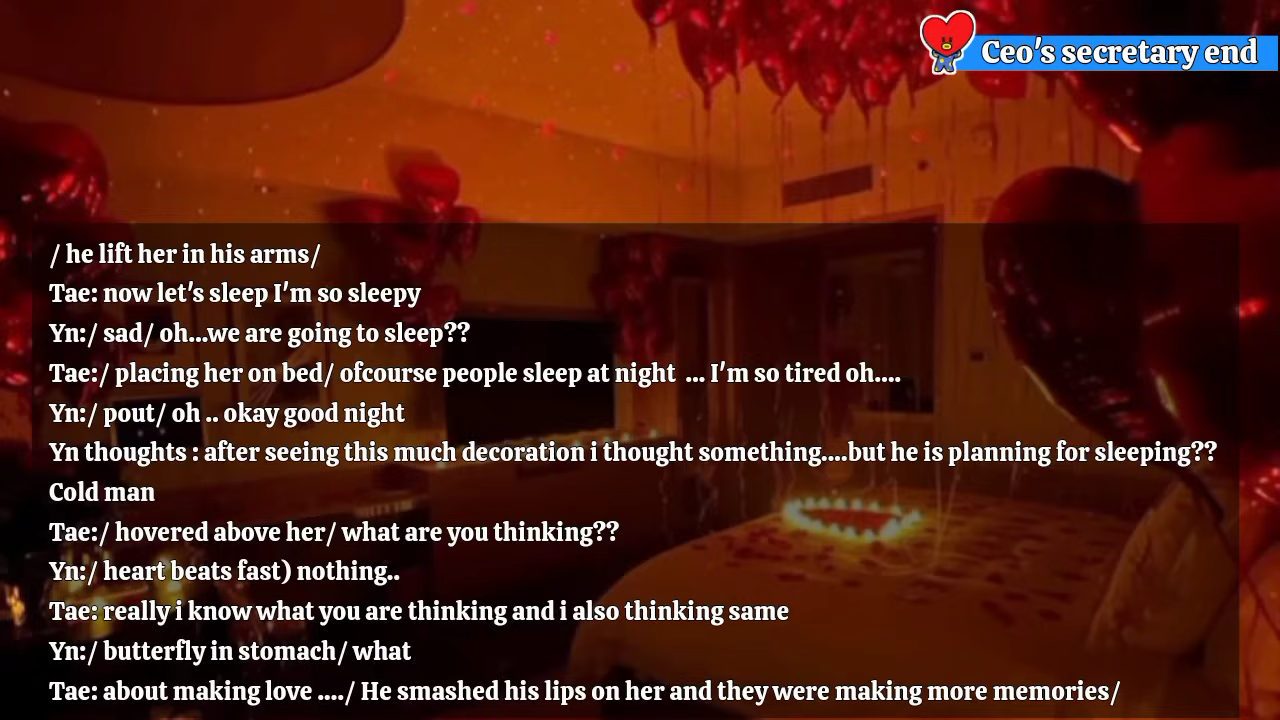 Ceo's secretary end
/ he lift her in his arms/
Tae: now let's sleep I'm so sleepy
Yn:/ sad/ oh...we are going to sleep??
Tae:/ placing her on bed/ ofcourse people sleep at night  ... I'm so tired oh....
Yn:/ pout/ oh .. okay good night
Yn thoughts : after seeing this much decoration i thought something....but he is planning for sleeping??
Cold man
Tae:/ hovered above her/ what are you thinking??
Yn:/ heart beats fast) nothing..
Tae: really i know what you are thinking and i also thinking same
Yn:/ butterfly in stomach/ what
Tae: about making love ..../ He smashed his lips on her and they were making more memories/